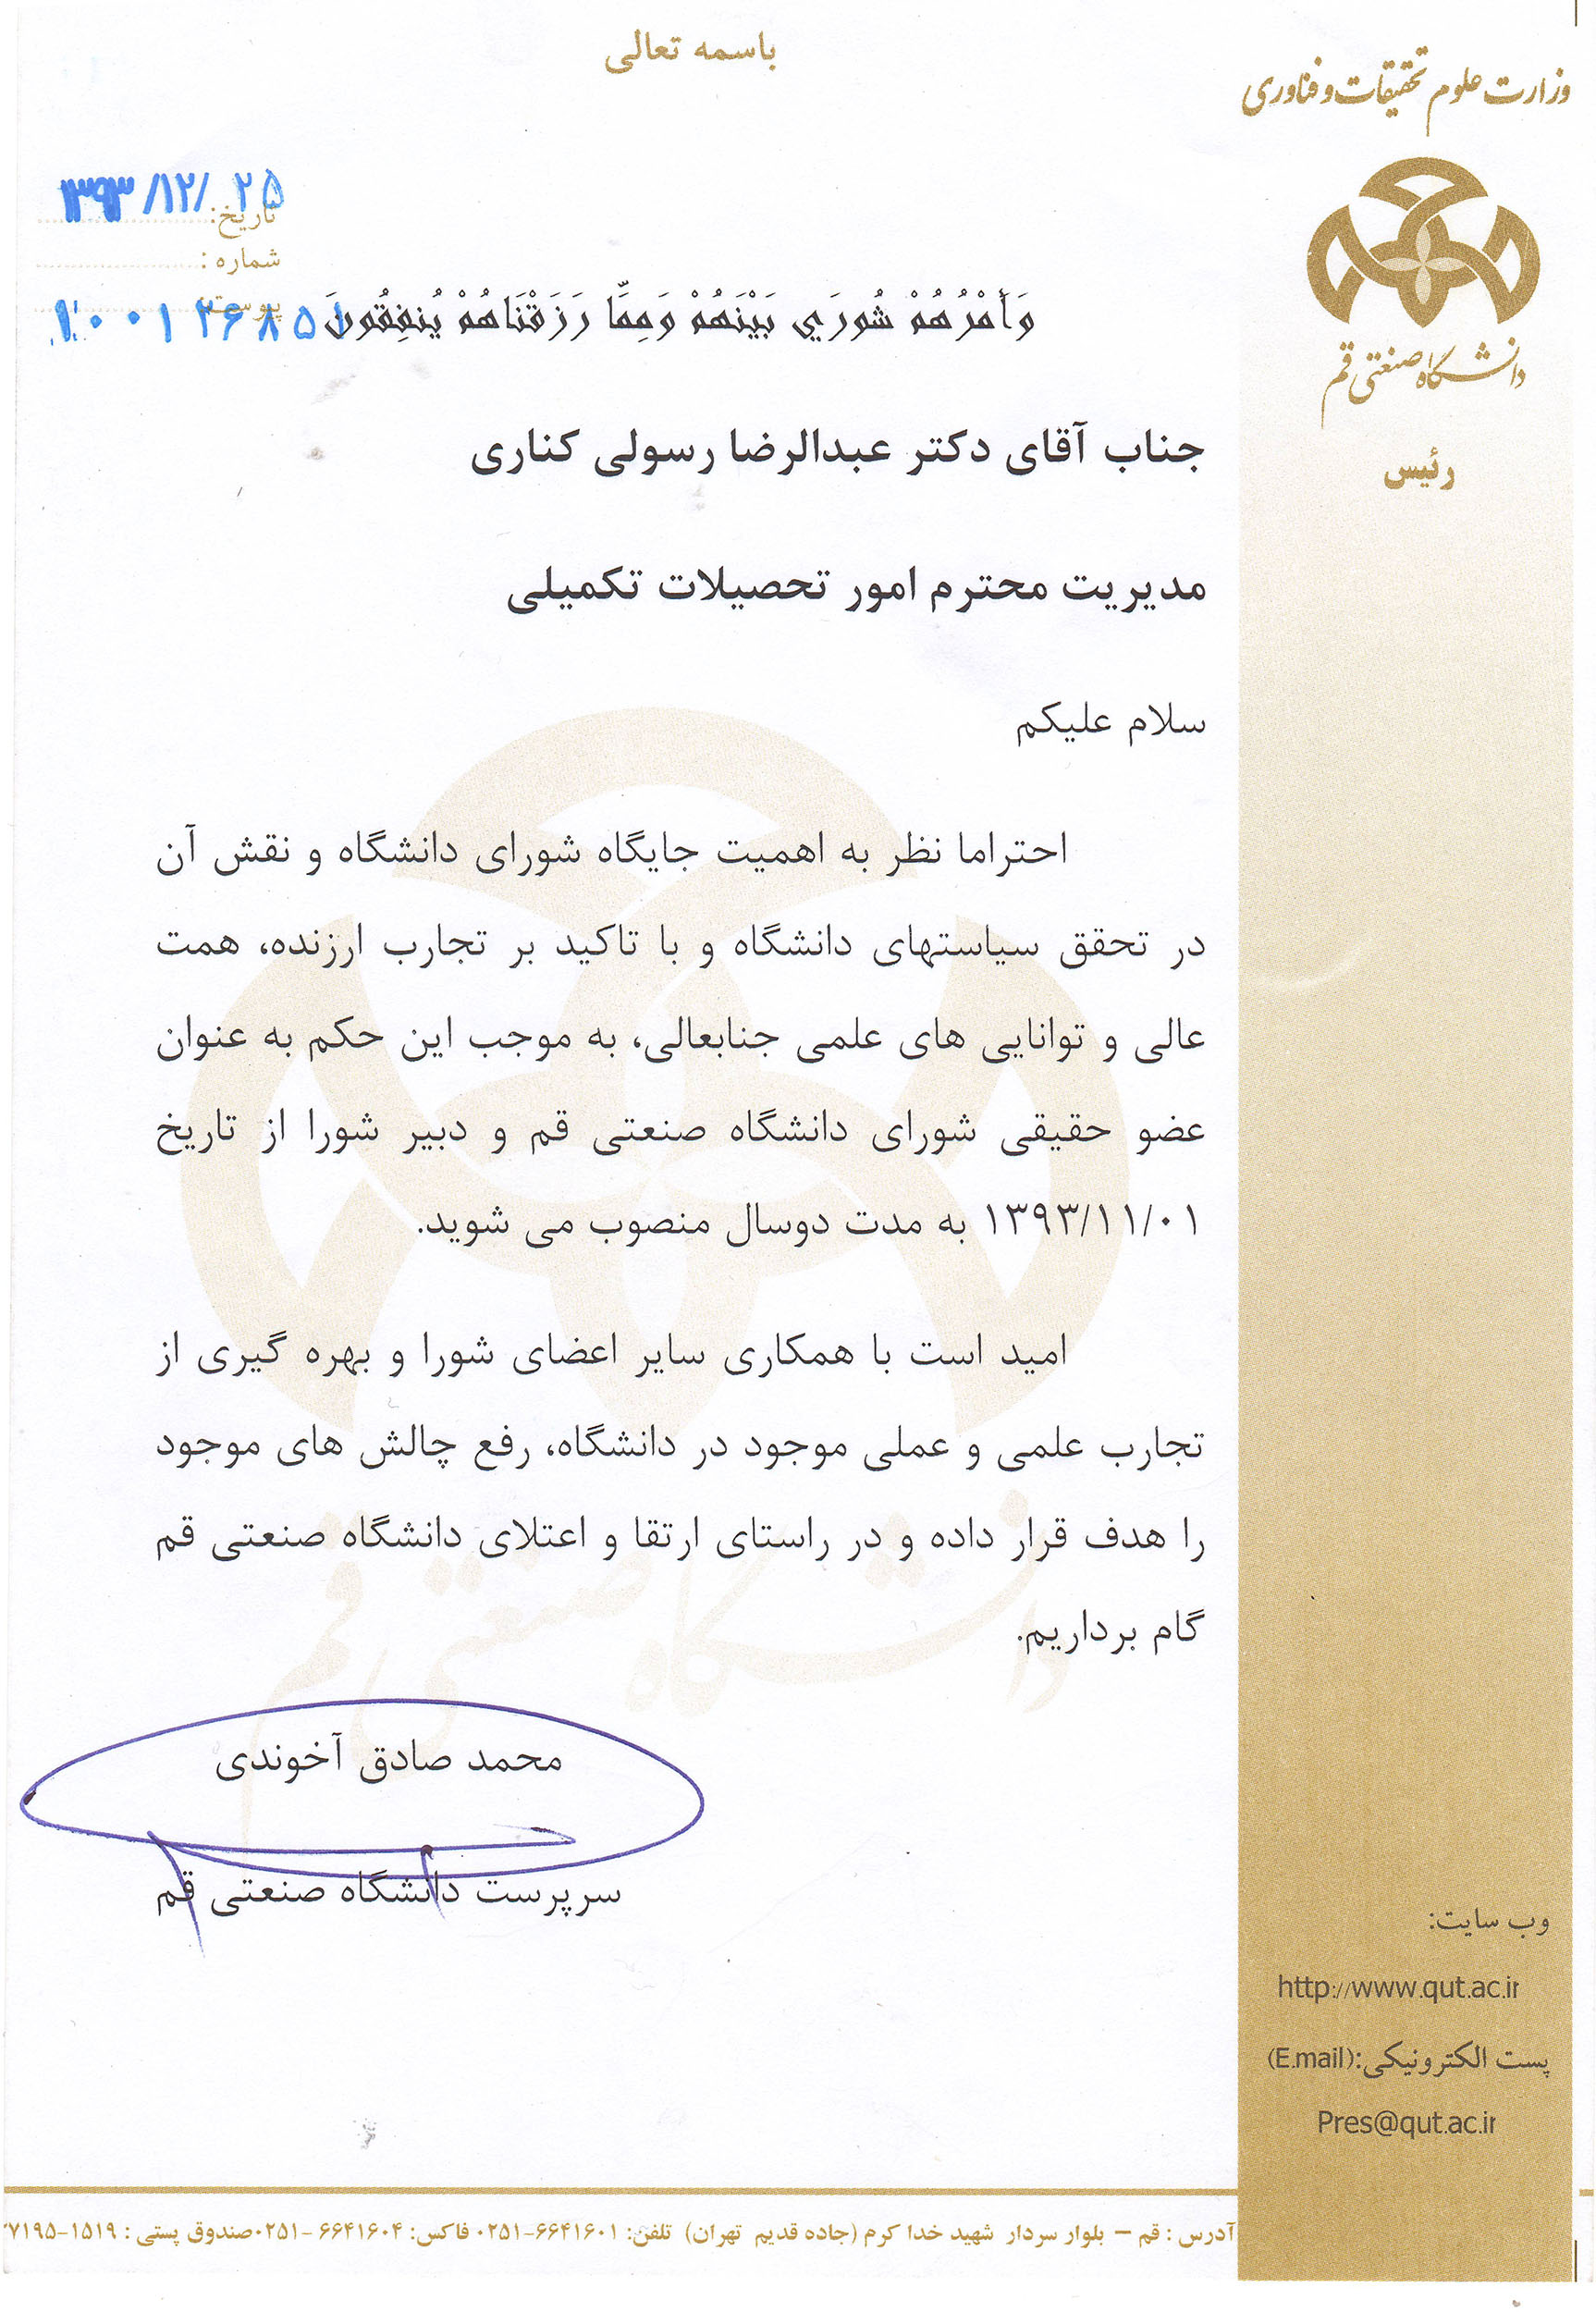 باسمه تعالی
وزارت علوم تحقیقات و فناوری
دانشگاه صنعتی قم
رئیس
۱۳۹۳/۱۲/۲۵
تاریخ:
شماره :
پیوست:
وَأَمْرُهُمْ شُورَي بَيْنَهُمْ وَمِمَّا رَزَقْنَاهُمْ يُنفِقُونَ
جناب آقای دکتر عبدالرضا رسولی کناری
مدیریت محترم امور تحصیلات تکمیلی
سلام علیکم
احتراما نظر به اهمیت جایگاه شورای دانشگاه و نقش آن
در تحقق سیاستهای دانشگاه و با تاکید بر تجارب ارزنده، همت
عالی و توانایی های علمی جنابعالی، به موجب این حکم به عنوان
عضو حقیقی شورای دانشگاه صنعتی قم و دبیر شورا از تاریخ
۱۳۹۳/۱۱/۰۱ به مدت دوسال منصوب می شوید.
امید است با همکاری سایر اعضای شورا و بهره گیری از
تجارب علمی و عملی موجود در دانشگاه، رفع چالش های موجود
را هدف قرار داده و در راستای ارتقا و اعتلای دانشگاه صنعتی قم
گام برداریم.
محمد صادق آخوندی
سرپرست دانشگاه صنعتی قم
وب سایت:
http://www.qut.ac.ir
پست الکترونیکی:(E.mail)
Pres@qut.ac.ir
آدرس : قم – بلوار سردار شهید خدا کرم (جاده قدیم تهران) تلفن: ۶۶۴۱۶۰۱-۰۲۵۱ فاکس: ۶۶۴۱۶۰۴ -۰۲۵۱صندوق پستی : ۱۵۱۹-۳۷۱۹۵